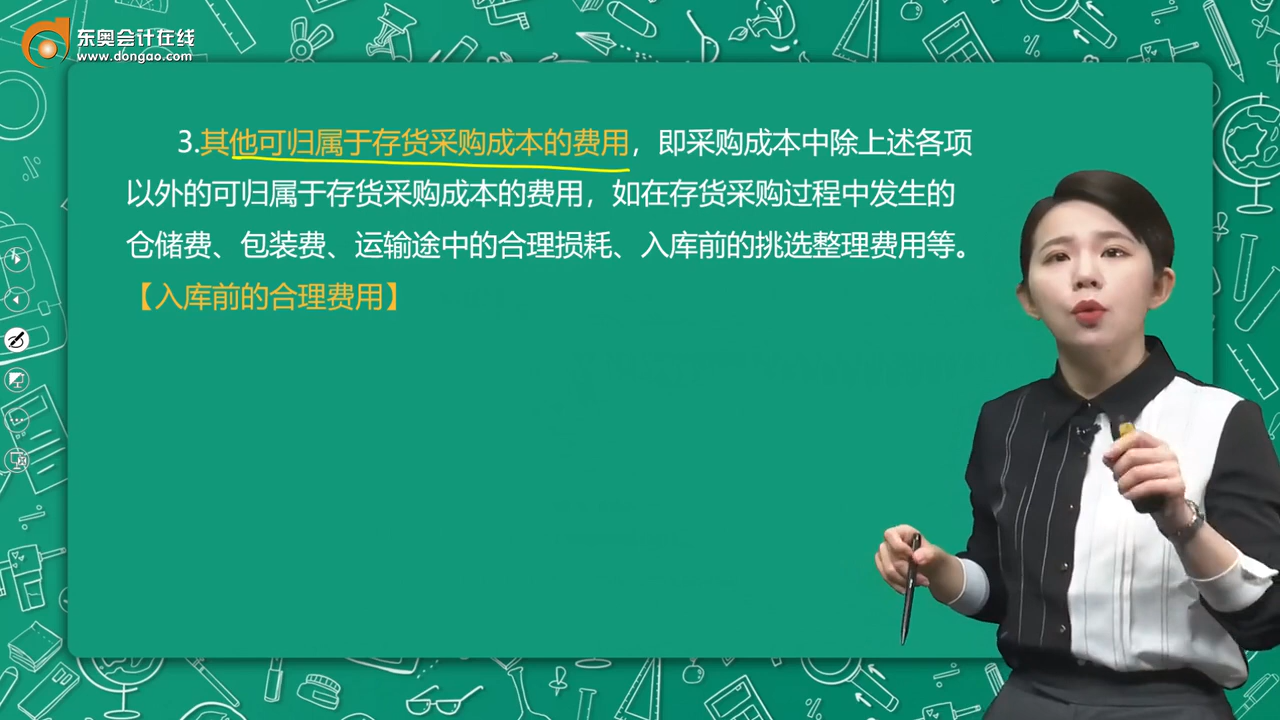 东奥会计在线
www.dongao.com
3.其他可归属于存货采购成本的费用，即采购成本中除上述各项
以外的可归属于存货采购成本的费用，如在存货采购过程中发生的
仓储费、包装费、运输途中的合理损耗、入库前的挑选整理费用等。
【入库前的合理费用】